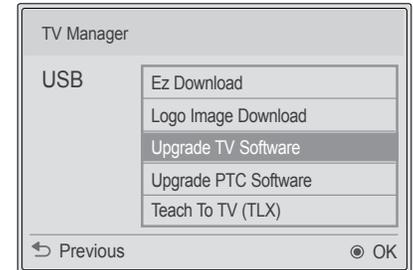 TV Manager
USB
Ez Download
Logo Image Download
Upgrade TV Software
Upgrade PTC Software
Teach To TV (TLX)
Previous
OK